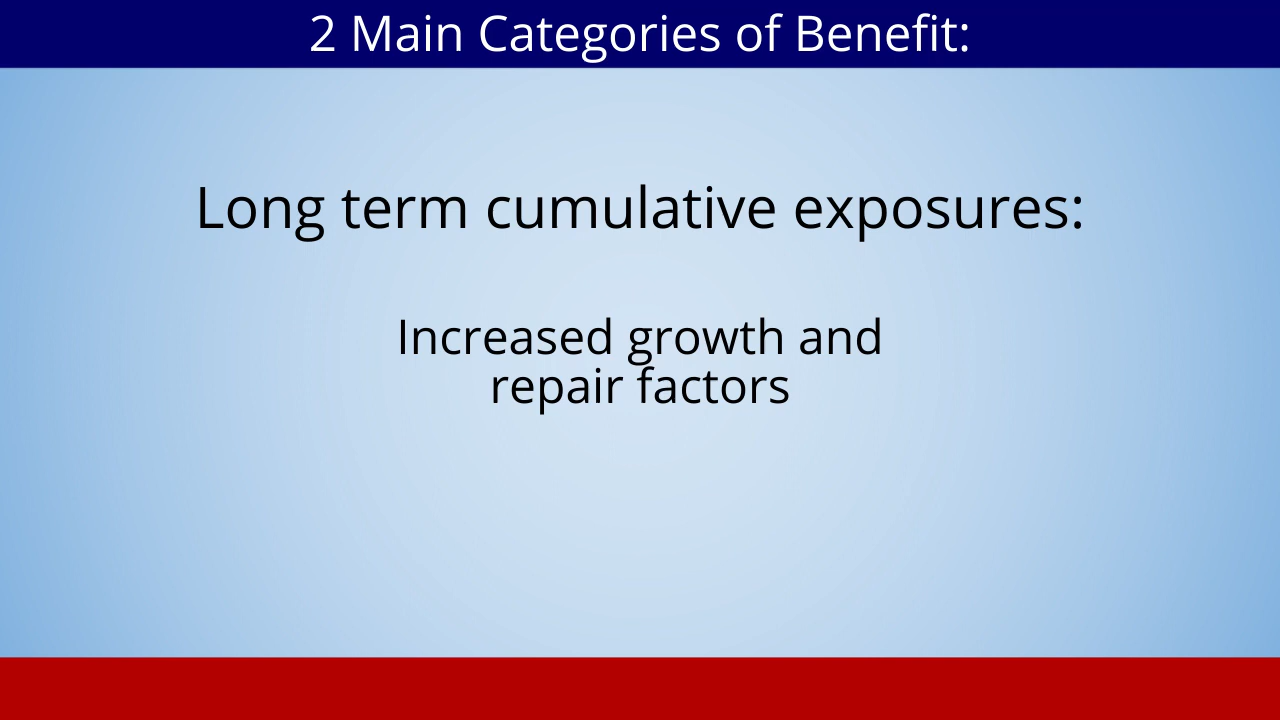 2 Main Categories of Benefit:
Long term cumulative exposures:
Increased growth and
repair factors